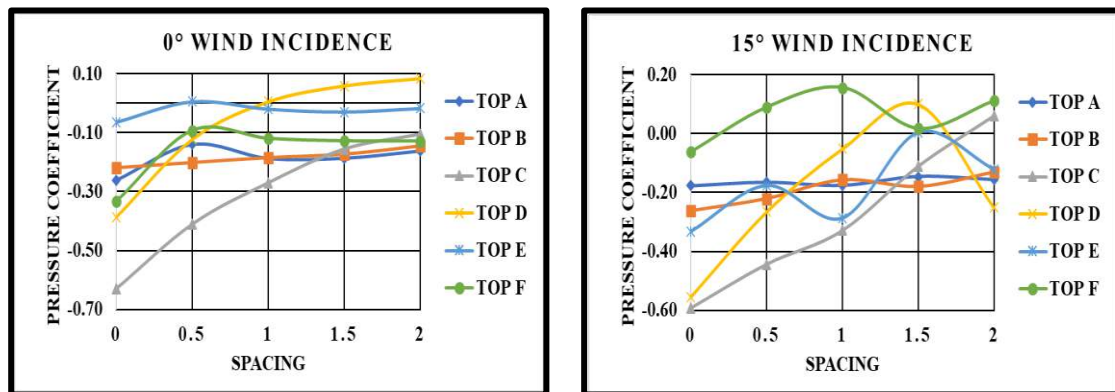 0° WIND INCIDENCE
PRESSURE COEFFICIENT
0.10
-0.10
-0.30
-0.50
-0.70
0
0.5
1
1.5
2
SPACING
TOP A
TOP B
TOP C
TOP D
TOP E
TOP F
15° WIND INCIDENCE
PRESSURE COEFFICIENT
0.20
0.00
-0.20
-0.40
-0.60
0
0.5
1
1.5
2
SPACING
TOP A
TOP B
TOP C
TOP D
TOP E
TOP F